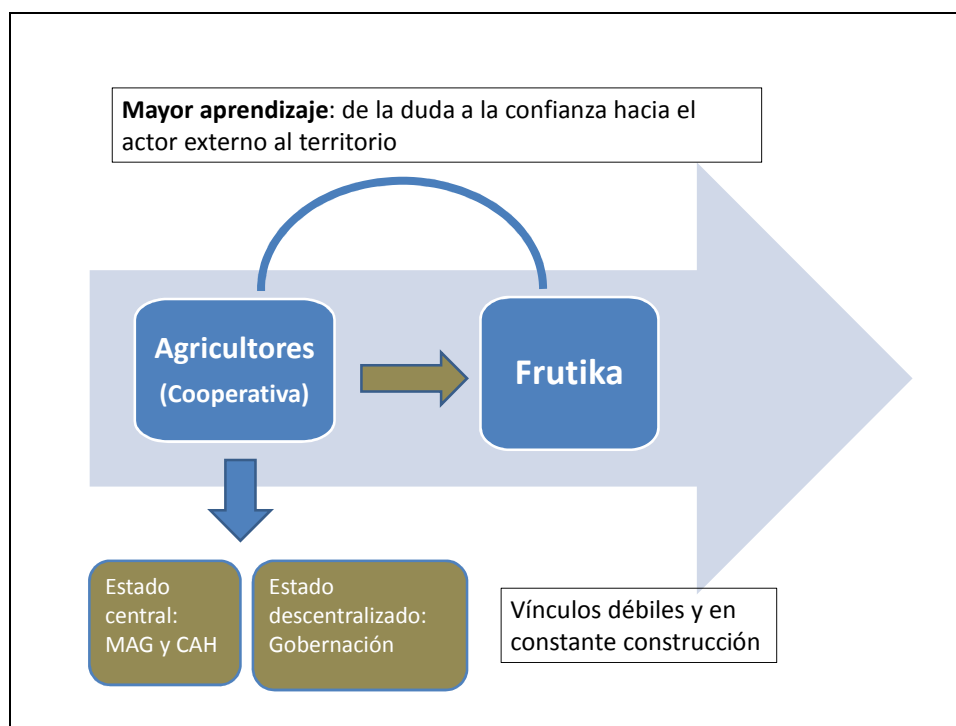 Mayor aprendizaje: de la duda a la confianza hacia el
actor externo al territorio
Agricultores
(Cooperativa)
Frutika
Estado
central:
MAG y CAH
Estado
descentralizado:
Gobernación
Vínculos débiles y en
constante construcción